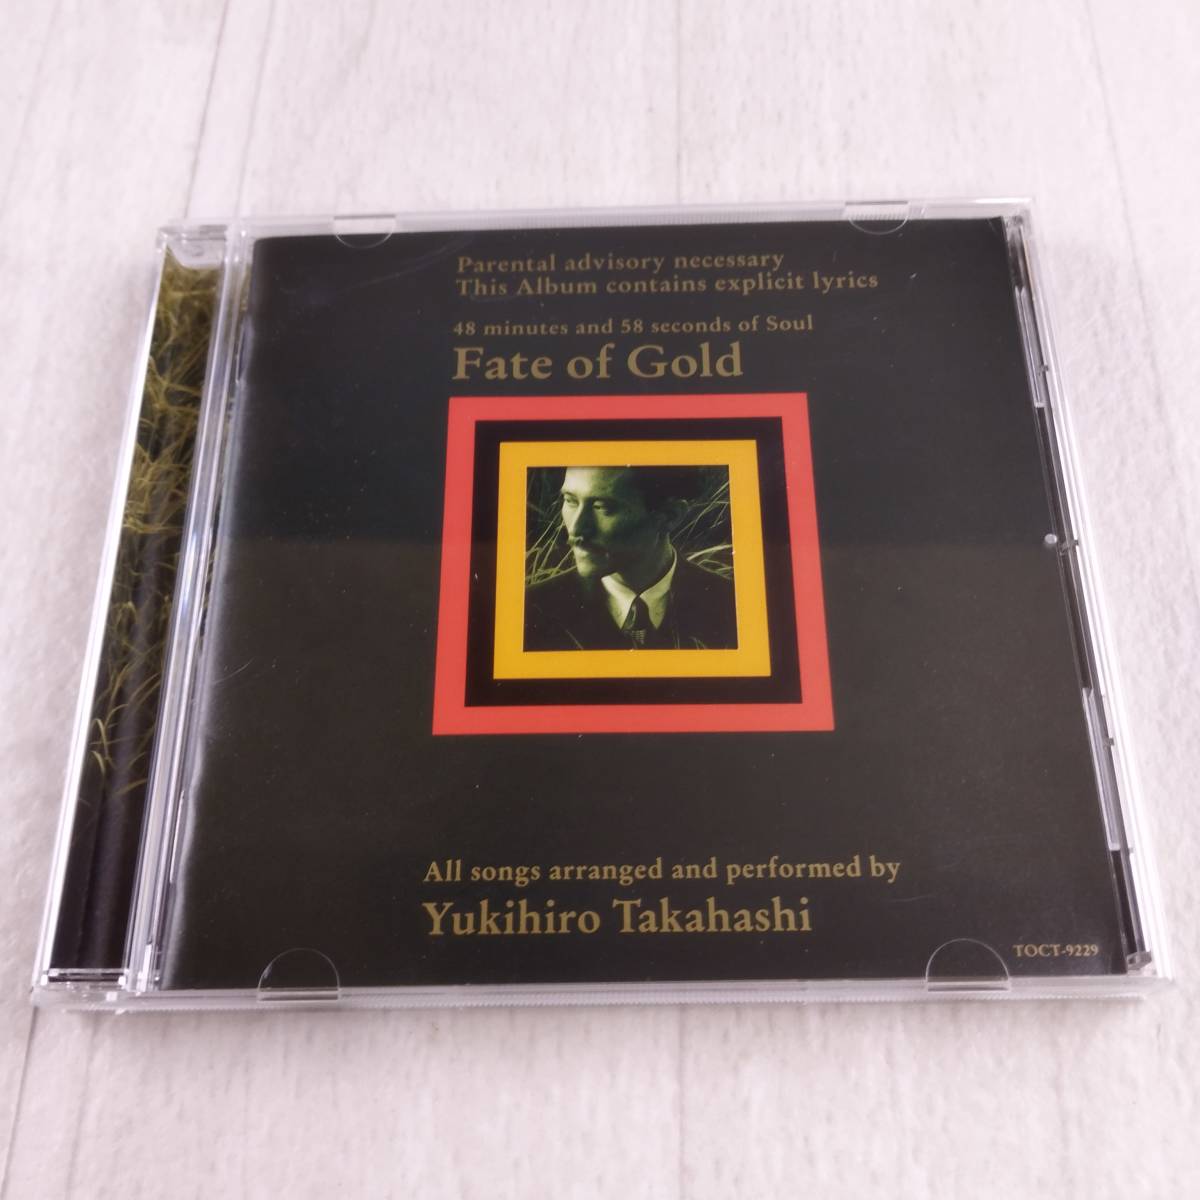 Parental advisory necessary
This Album contains explicit lyrics
48 minutes and 58 seconds of Soul
Fate of Gold
All songs arranged and performed by
Yukihiro Takahashi
TOCT-9229